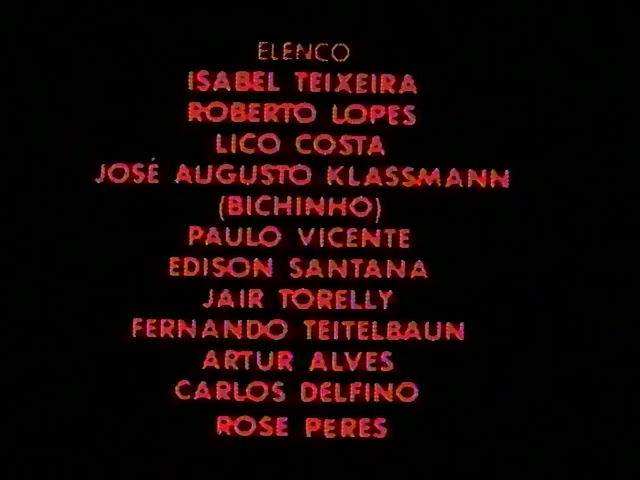 ELENCO
ISABEL TEIXEIRA
ROBERTO LOPES
LICO COSTA
JOSÉ AUGUSTO KLASSMANN
(BICHINHO)
PAULO VICENTE
EDISON SANTANA
JAIR TORELLY
FERNANDO TEITELBAUN
ARTUR ALVES
CARLOS DELFINO
ROSE PERES